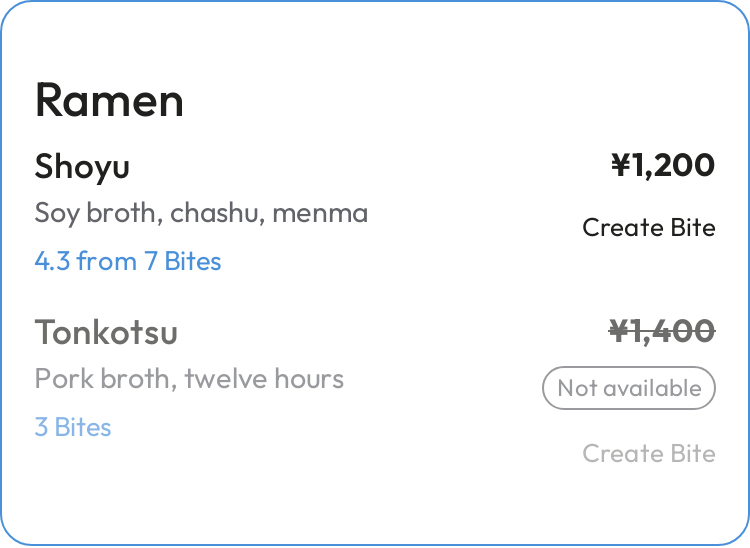 Ramen
Shoyu
¥1,200
Soy broth, chashu, menma
Create Bite
4.3 from 7 Bites
Tonkotsu
¥1,400
Pork broth, twelve hours
Not available
3 Bites
Create Bite